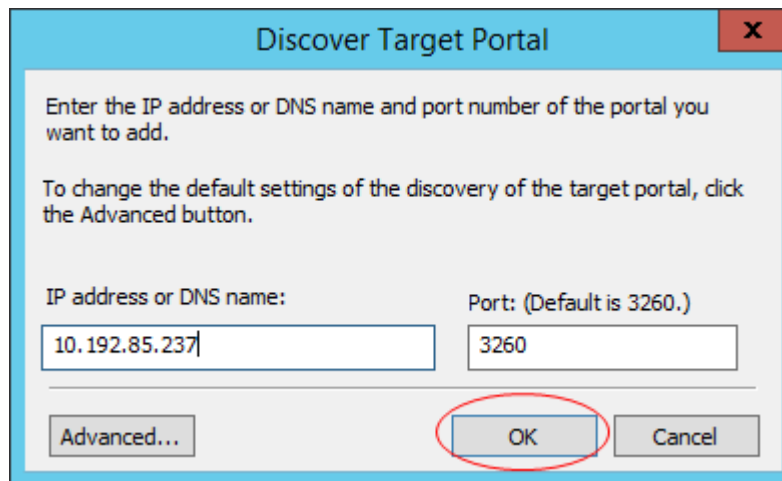 Discover Target Portal
x
Enter the IP address or DNS name and port number of the portal you
want to add.
To change the default settings of the discovery of the target portal, click
the Advanced button.
IP address or DNS name:
Port: (Default is 3260.)
10.192.85.237
3260
Advanced...
OK
Cancel